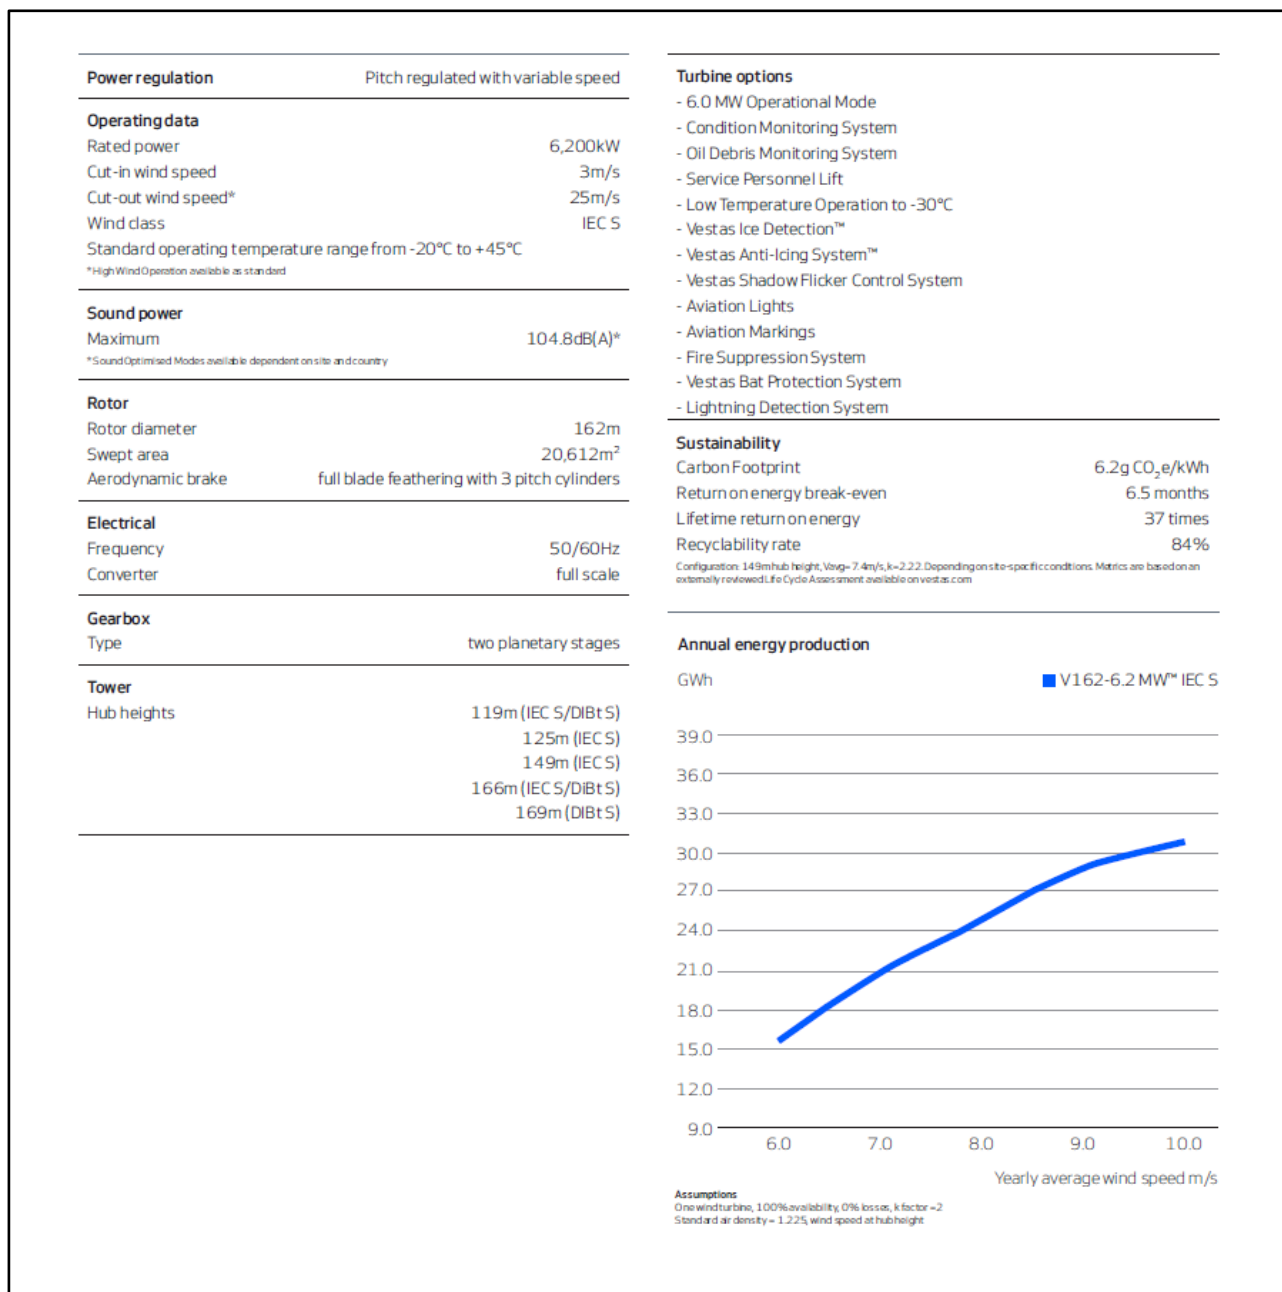 Power regulation Pitch regulated with variable speed
Operating data
Rated power 6,200kW
Cut-in wind speed 3m/s
Cut-out wind speed* 25m/s
Wind class IEC S
Standard operating temperature range from -20°C to +45°C
*High Wind Operation available as standard
Sound power
Maximum 104.8dB(A)*
*Sound Optimised Modes available dependent on site and country
Rotor
Rotor diameter 162m
Swept area 20,612m²
Aerodynamic brake full blade feathering with 3 pitch cylinders
Electrical
Frequency 50/60Hz
Converter full scale
Gearbox
Type two planetary stages
Tower
Hub heights 119m (IEC S/DIBt S)
125m (IEC S)
149m (IEC S)
166m (IEC S/DiBt S)
169m (DIBt S)
Turbine options
- 6.0 MW Operational Mode
- Condition Monitoring System
- Oil Debris Monitoring System
- Service Personnel Lift
- Low Temperature Operation to -30°C
- Vestas Ice Detection™
- Vestas Anti-Icing System™
- Vestas Shadow Flicker Control System
- Aviation Lights
- Aviation Markings
- Fire Suppression System
- Vestas Bat Protection System
- Lightning Detection System
Sustainability
Carbon Footprint 6.2g CO₂e/kWh
Return on energy break-even 6.5 months
Lifetime return on energy 37 times
Recyclability rate 84%
Configuration: 149m hub height, Vavg= 7.4m/s, k=2.22. Depending on site-specific conditions. Metrics are based on an
externally reviewed Life Cycle Assessment available on vestas.com
Annual energy production
GWh V162-6.2 MW™ IEC S
39.0
36.0
33.0
30.0
27.0
24.0
21.0
18.0
15.0
12.0
9.0
6.0 7.0 8.0 9.0 10.0
Yearly average wind speed m/s
Assumptions
One wind turbine, 100% availability, 0% losses, k factor =2
Standard air density = 1.225, wind speed at hub height